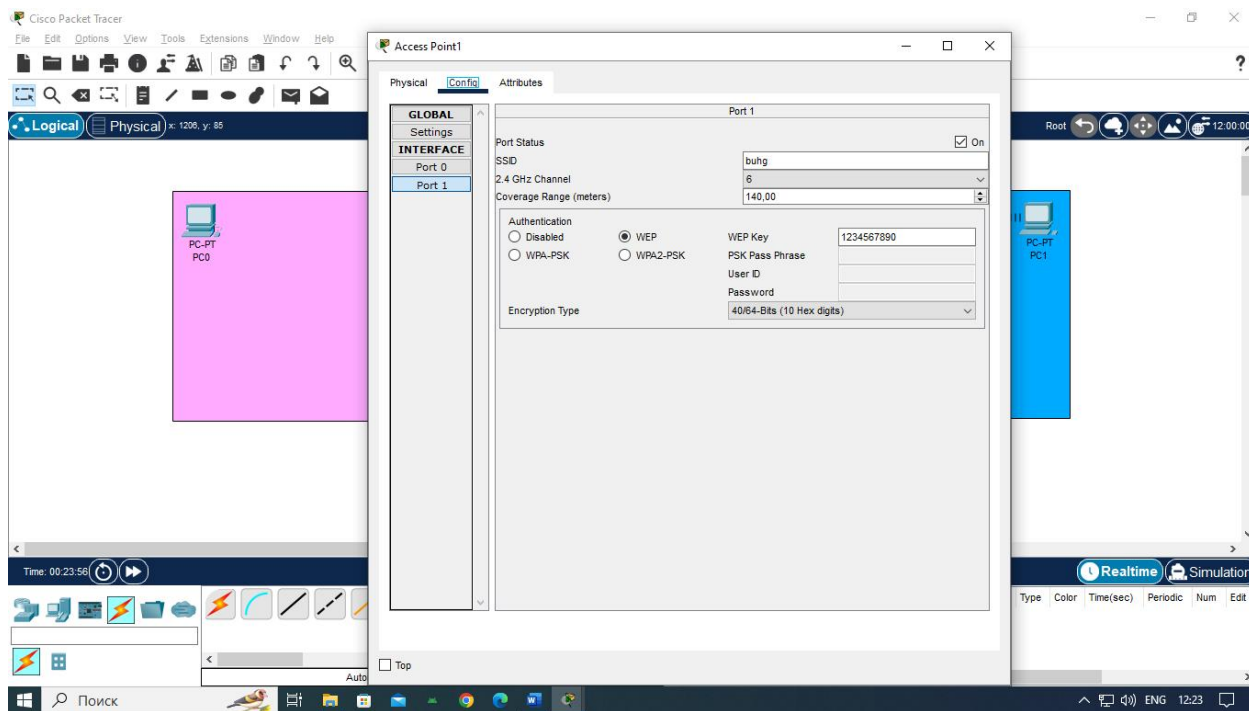 Cisco Packet Tracer
File Edit Options View Tools Extensions Window Help
Logical Physical x: 1206, y: 85
Root 12:00:00
PC-PT
PC0
PC-PT
PC1
Access Point1
Physical Config Attributes
GLOBAL
Settings
INTERFACE
Port 0
Port 1
Port 1
Port Status On
SSID buhg
2.4 GHz Channel 6
Coverage Range (meters) 140,00
Authentication
Disabled WEP WEP Key 1234567890
WPA-PSK WPA2-PSK PSK Pass Phrase
User ID
Password
Encryption Type 40/64-Bits (10 Hex digits)
Top
Time: 00:23:56
Realtime Simulation
Type Color Time(sec) Periodic Num Edit
Auto
Поиск
ENG 12:23